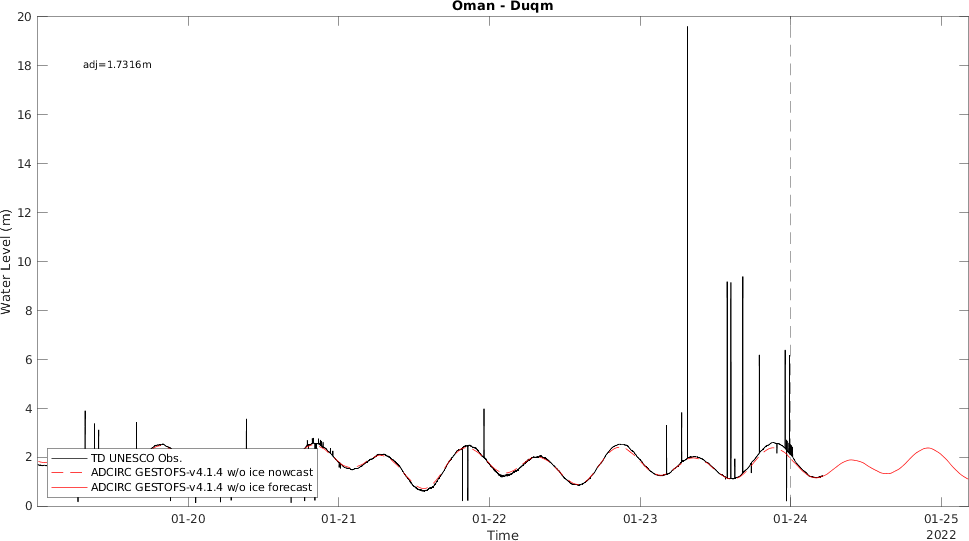 Oman - Duqm
20
18
16
14
12
10
8
6
4
2
0
Water Level (m)
adj=1.7316m
TD UNESCO Obs.
ADCIRC GESTOFS-v4.1.4 w/o ice nowcast
ADCIRC GESTOFS-v4.1.4 w/o ice forecast
01-20
01-21
01-22
01-23
01-24
01-25
Time
2022